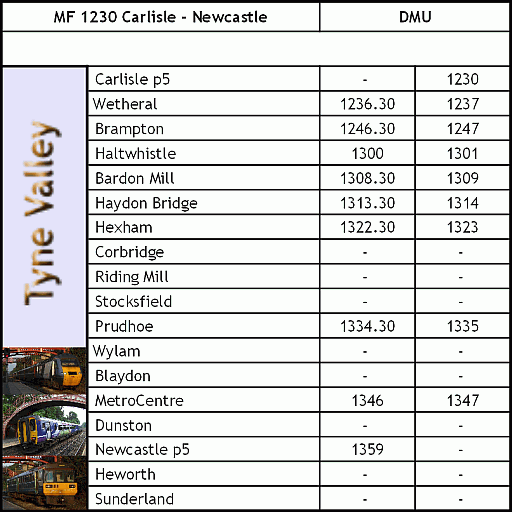 MF 1230 Carlisle - Newcastle DMU
Tyne Valley
Carlisle p5 - 1230
Wetheral 1236.30 1237
Brampton 1246.30 1247
Haltwhistle 1300 1301
Bardon Mill 1308.30 1309
Haydon Bridge 1313.30 1314
Hexham 1322.30 1323
Corbridge - -
Riding Mill - -
Stocksfield - -
Prudhoe 1334.30 1335
Wylam - -
Blaydon - -
MetroCentre 1346 1347
Dunston - -
Newcastle p5 1359 -
Heworth - -
Sunderland - -